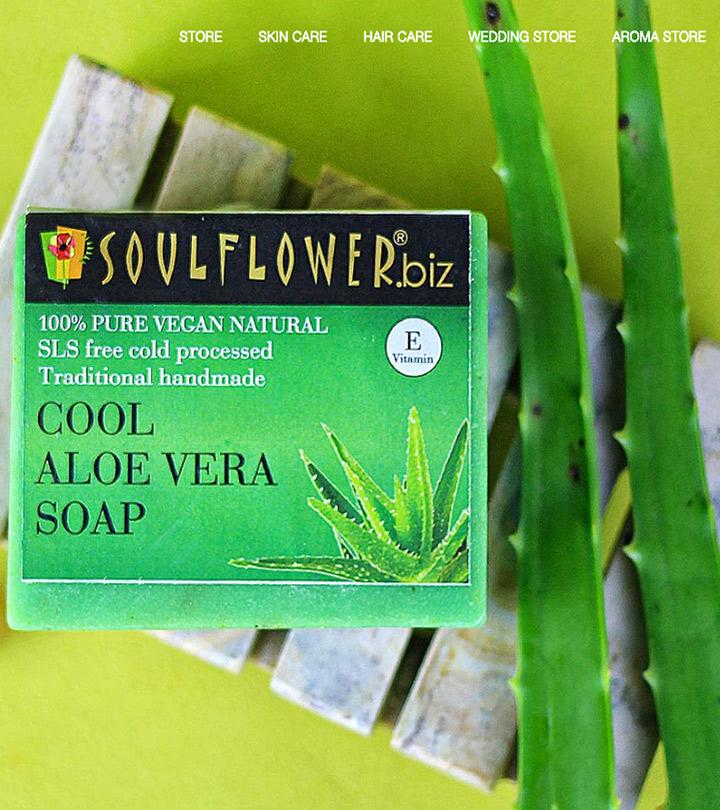 STORE SKIN CARE HAIR CARE WEDDING STORE AROMA STORE
SOULFLOWER®.biz
100% PURE VEGAN NATURAL
SLS free cold processed
Traditional handmade
E
Vitamin
COOL
ALOE VERA
SOAP